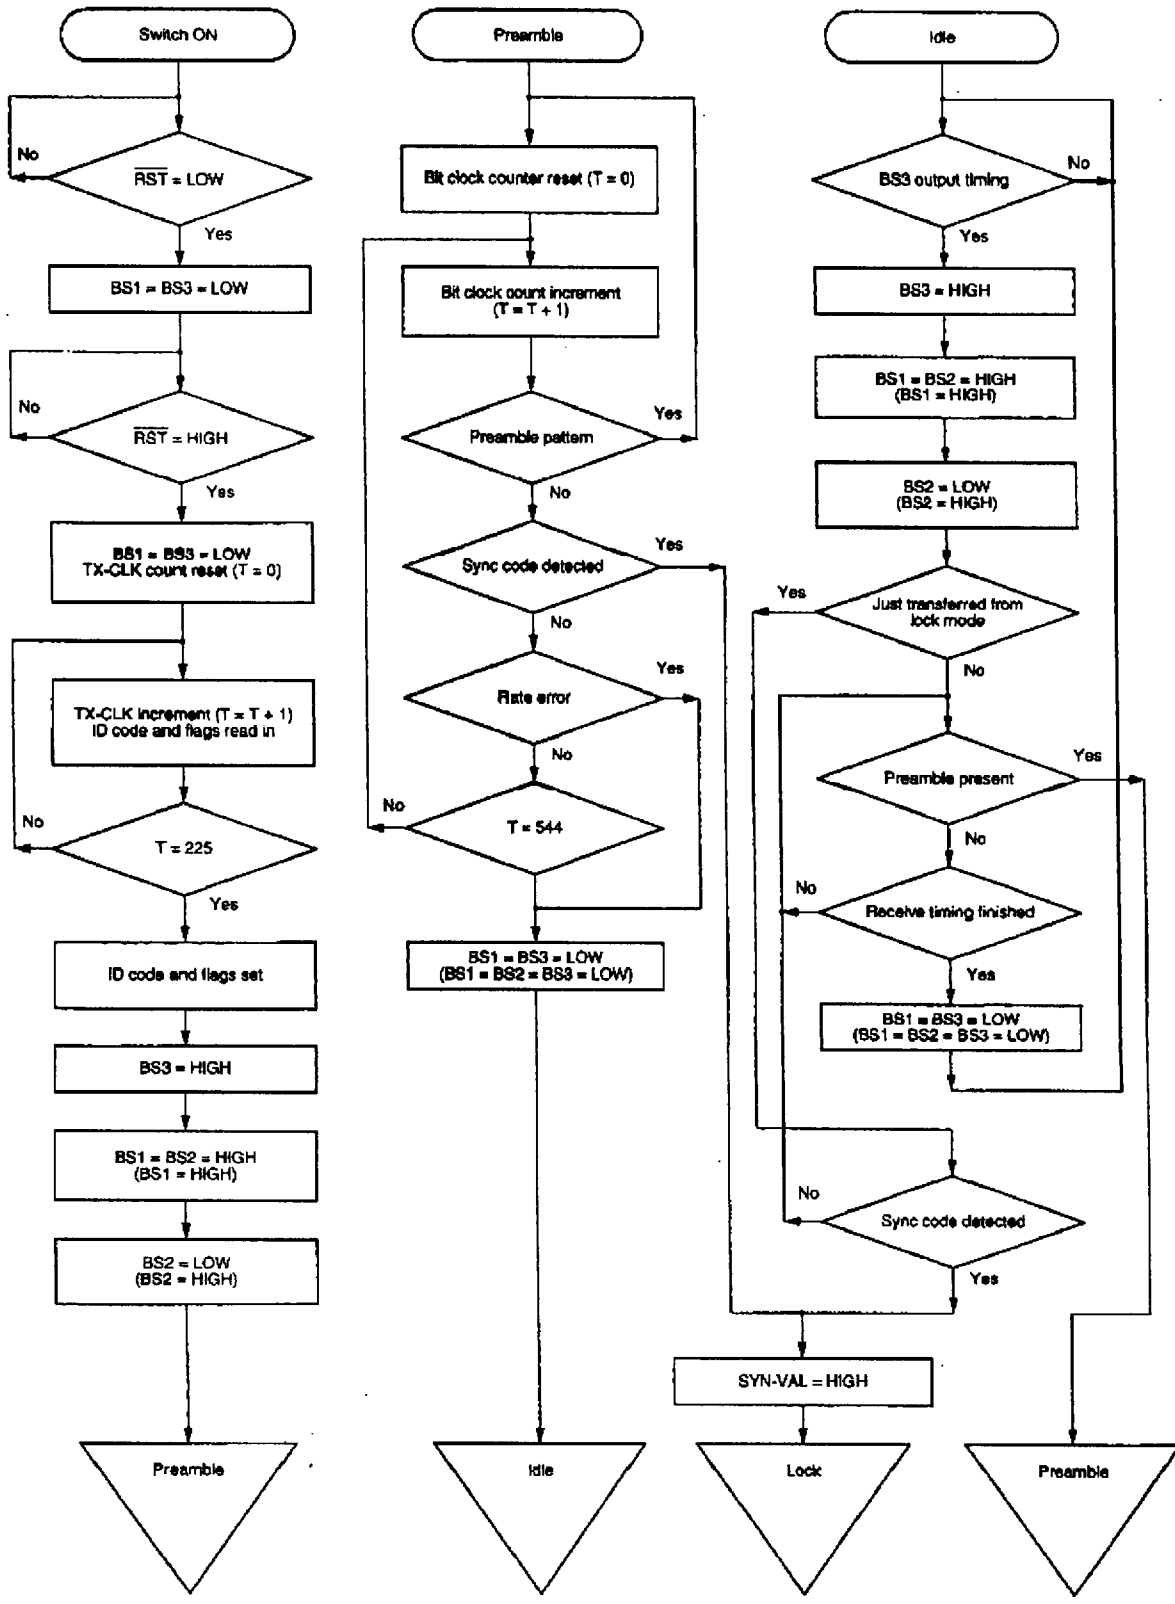 Switch ON
No
RST = LOW
Yes
BS1 = BS3 = LOW
No
RST = HIGH
Yes
BS1 = BS3 = LOW
TX-CLK count reset (T = 0)
TX-CLK increment (T = T + 1)
ID code and flags read in
No
T = 225
Yes
ID code and flags set
BS3 = HIGH
BS1 = BS2 = HIGH
(BS1 = HIGH)
BS2 = LOW
(BS2 = HIGH)
Preamble
Preamble
Bit clock counter reset (T = 0)
Bit clock count increment
(T = T + 1)
Preamble pattern
Yes
No
Sync code detected
Yes
No
Rate error
Yes
No
No
T = 544
BS1 = BS3 = LOW
(BS1 = BS2 = BS3 = LOW)
Idle
Idle
BS3 output timing
No
Yes
BS3 = HIGH
BS1 = BS2 = HIGH
(BS1 = HIGH)
BS2 = LOW
(BS2 = HIGH)
Yes
Just transferred from
lock mode
No
Preamble present
Yes
No
No
Receive timing finished
Yes
BS1 = BS3 = LOW
(BS1 = BS2 = BS3 = LOW)
No
Sync code detected
Yes
SYN-VAL = HIGH
Lock
Preamble